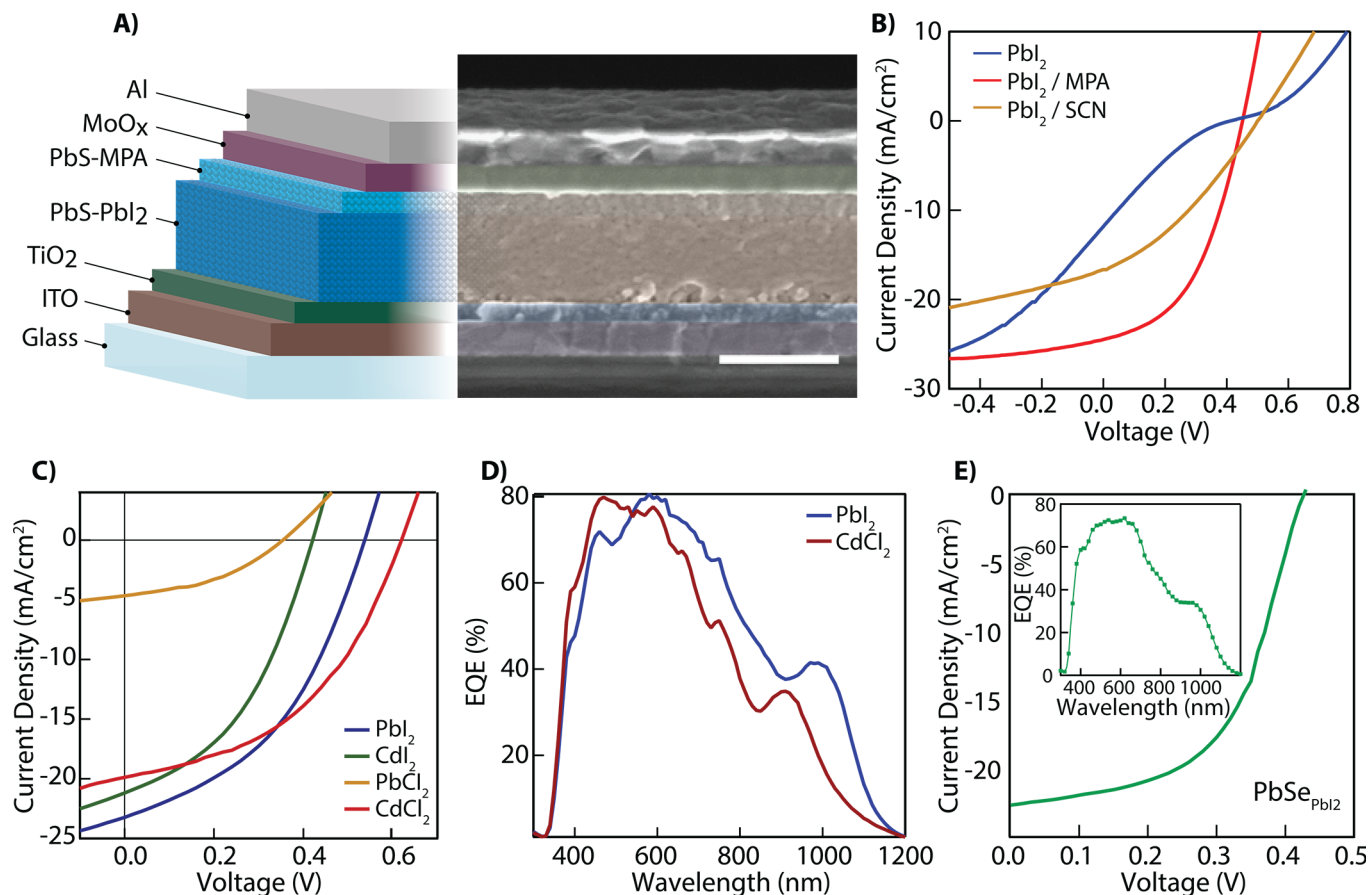 A)
Al
MoOx
PbS-MPA
PbS-PbI2
TiO2
ITO
Glass
B)
10
0
-10
-20
-30
Current Density (mA/cm2)
PbI2
PbI2 / MPA
PbI2 / SCN
-0.4 -0.2 0.0 0.2 0.4 0.6 0.8
Voltage (V)
C)
0
-5
-10
-15
-20
-25
Current Density (mA/cm2)
PbI2
CdI2
PbCl2
CdCl2
0.0 0.2 0.4 0.6
Voltage (V)
D)
80
60
40
20
EQE (%)
PbI2
CdCl2
400 600 800 1000 1200
Wavelength (nm)
E)
0
-5
-10
-15
-20
Current Density (mA/cm2)
80
60
40
20
0
EQE (%)
400 600 800 1000
Wavelength (nm)
PbSePbI2
0.0 0.1 0.2 0.3 0.4 0.5
Voltage (V)